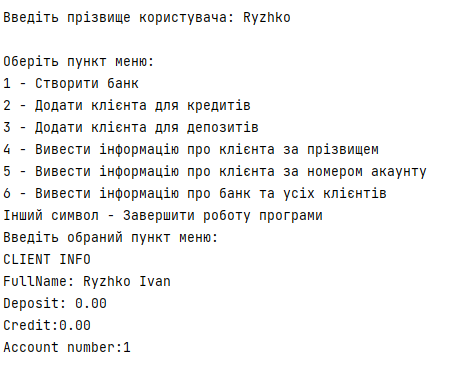 Введіть прізвище користувача: Ryzhko
Оберіть пункт меню:
1 - Створити банк
2 - Додати клієнта для кредитів
3 - Додати клієнта для депозитів
4 - Вивести інформацію про клієнта за прізвищем
5 - Вивести інформацію про клієнта за номером акаунту
6 - Вивести інформацію про банк та усіх клієнтів
Інший символ - Завершити роботу програми
Введіть обраний пункт меню:
CLIENT INFO
FullName: Ryzhko Ivan
Deposit: 0.00
Credit:0.00
Account number:1